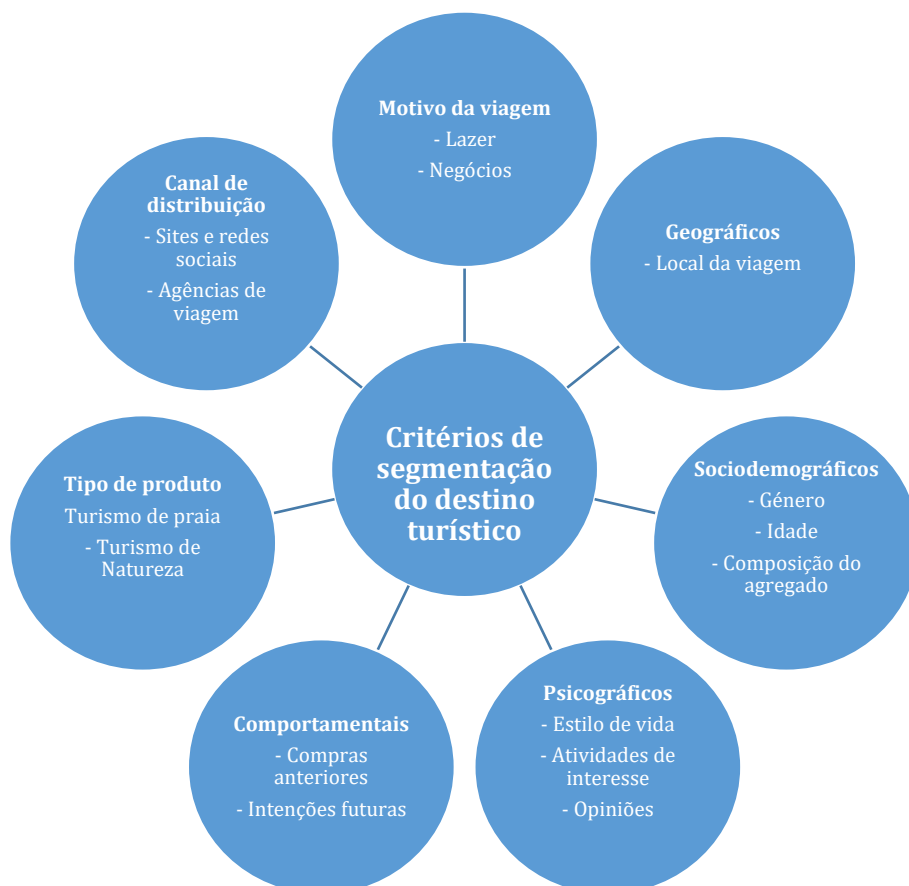 Motivo da viagem
- Lazer
- Negócios
Canal de
distribuição
- Sites e redes
sociais
- Agências de
viagem
Geográficos
- Local da viagem
Critérios de
segmentação
do destino
turístico
Tipo de produto
Turismo de praia
- Turismo de
Natureza
Sociodemográficos
- Género
- Idade
- Composição do
agregado
Comportamentais
- Compras
anteriores
- Intenções futuras
Psicográficos
- Estilo de vida
- Atividades de
interesse
- Opiniões